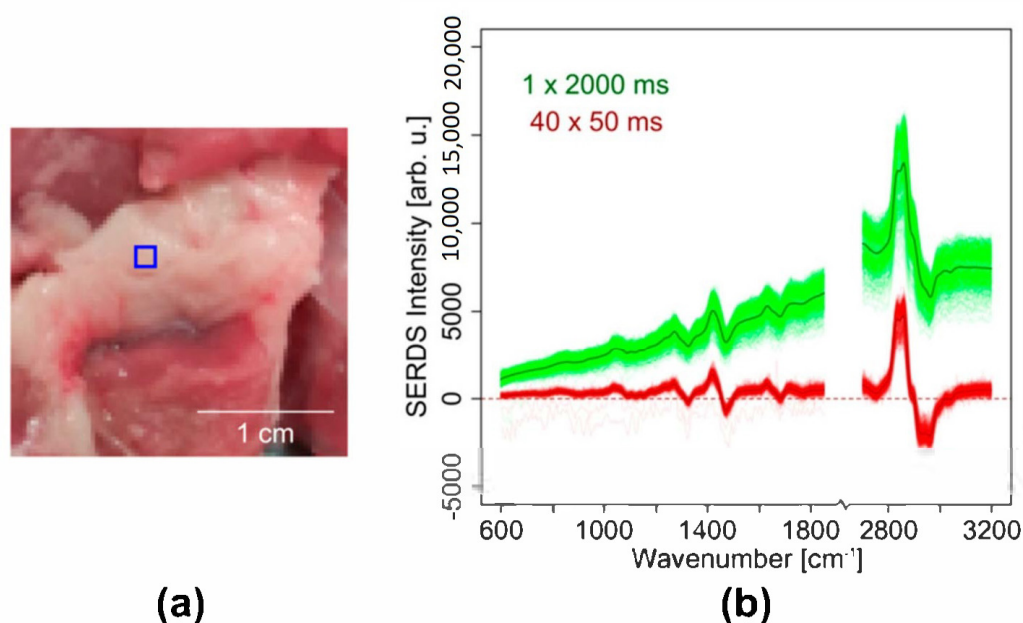 1 cm
(a)
SERDS Intensity [arb. u.]
20,000
15,000
10,000
5000
0
-5000
1 x 2000 ms
40 x 50 ms
600 1000 1400 1800 2800 3200
Wavenumber [cm⁻¹]
(b)